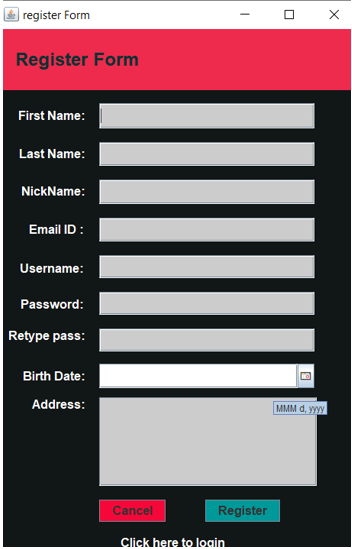 register Form
Register Form
First Name:
Last Name:
NickName:
Email ID :
Username:
Password:
Retype pass:
Birth Date:
Address:
MMM d, yyyy
Cancel Register
Click here to login